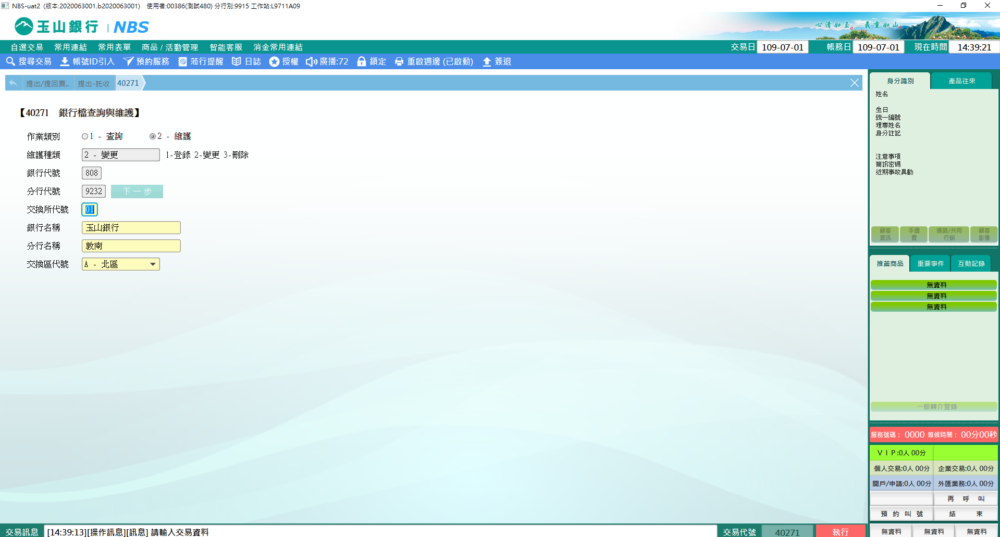 NBS-uat2 (版本:2020063001.b2020063001) 使用者:00386(測試480) 分行別:9915 工作站:L9711A09
玉山銀行 | NBS
心清如玉。 義重如山。
自選交易 常用連結 常用表單 商品 / 活動管理 智能客服 消金常用連結 交易日 109-07-01 帳務日 109-07-01 現在時間 14:39:21
搜尋交易 帳號ID引入 預約服務 蒞行提醒 日誌 授權 廣播:72 鎖定 重啟週邊 (已啟動) 簽退
提出/提回票.. 提出-託收 40271
【40271 銀行檔查詢與維護】
作業類別 1 - 查詢 2 - 維護
維護種類 2 - 變更 1-登錄 2-變更 3-刪除
銀行代號 808
分行代號 9232 下一步
交換所代號 01
銀行名稱 玉山銀行
分行名稱 敦南
交換區代號 A - 北區
身分識別 產品往來
姓名
生日
統一編號
理專姓名
身分註記
注意事項
簡訊密碼
近期事故異動
顧客資訊 手續費 通路/共同行銷 顧客影像
推薦商品 重要事件 互動記錄
無資料
無資料
無資料
一般轉介登錄
服務號碼： 0000 等候時間： 00分00秒
ＶＩＰ:0人 00分
個人交易:0人 00分 企業交易:0人 00分
開戶/申請:0人 00分 外匯業務:0人 00分
再 呼 叫
預 約 叫 號 結 束
無資料 無資料 無資料
交易訊息 [14:39:13][操作訊息][訊息] 請輸入交易資料 交易代號 40271 執行